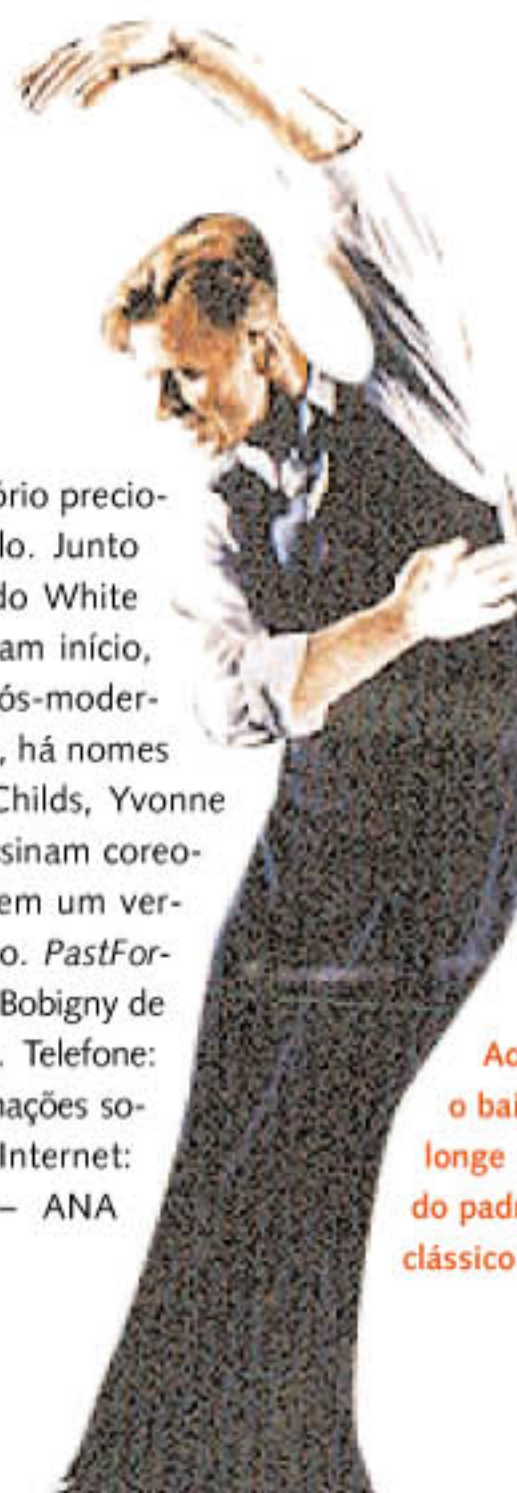 ório precio-
lo. Junto
do White
am início,
ós-moder-
, há nomes
Childs, Yvonne
sinam coreo-
em um ver-
o. PastFor-
Bobigny de
. Telefone:
nações so-
Internet:
– ANA
Ac
o bai
longe
do padr
clássico